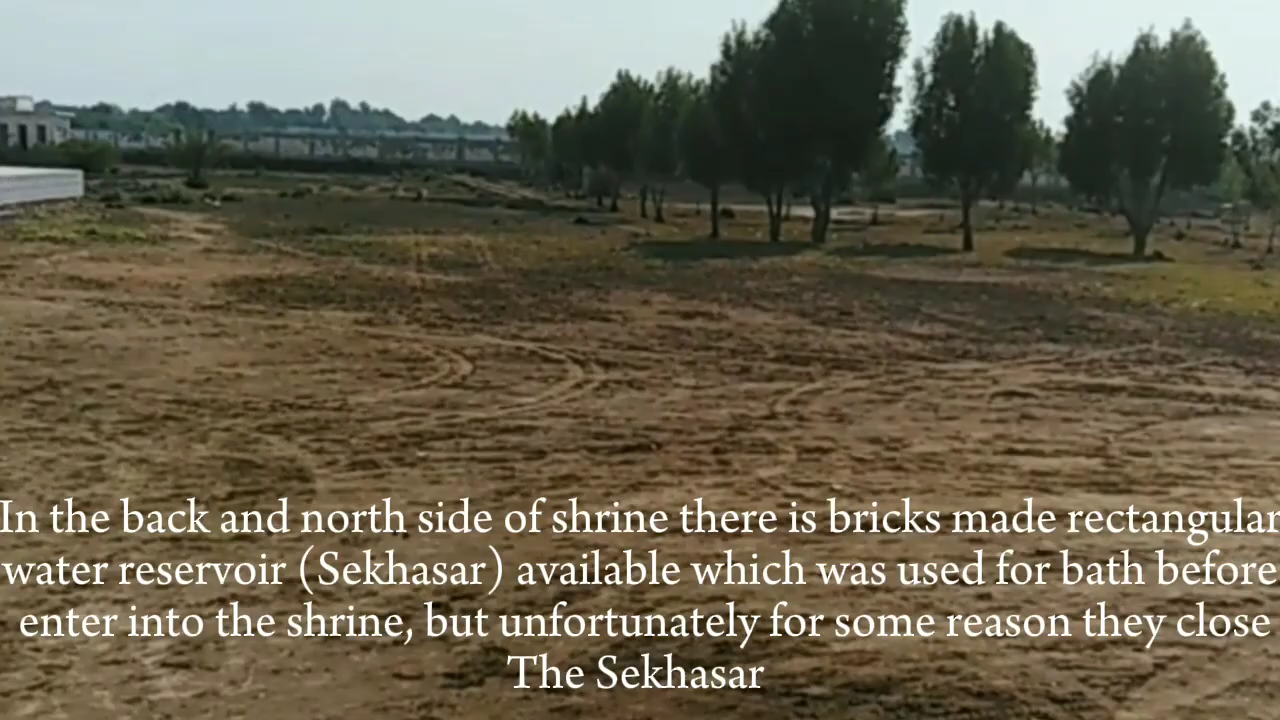 In the back and north side of shrine there is bricks made rectangular
water reservoir (Sekhasar) available which was used for bath before
enter into the shrine, but unfortunately for some reason they close
The Sekhasar